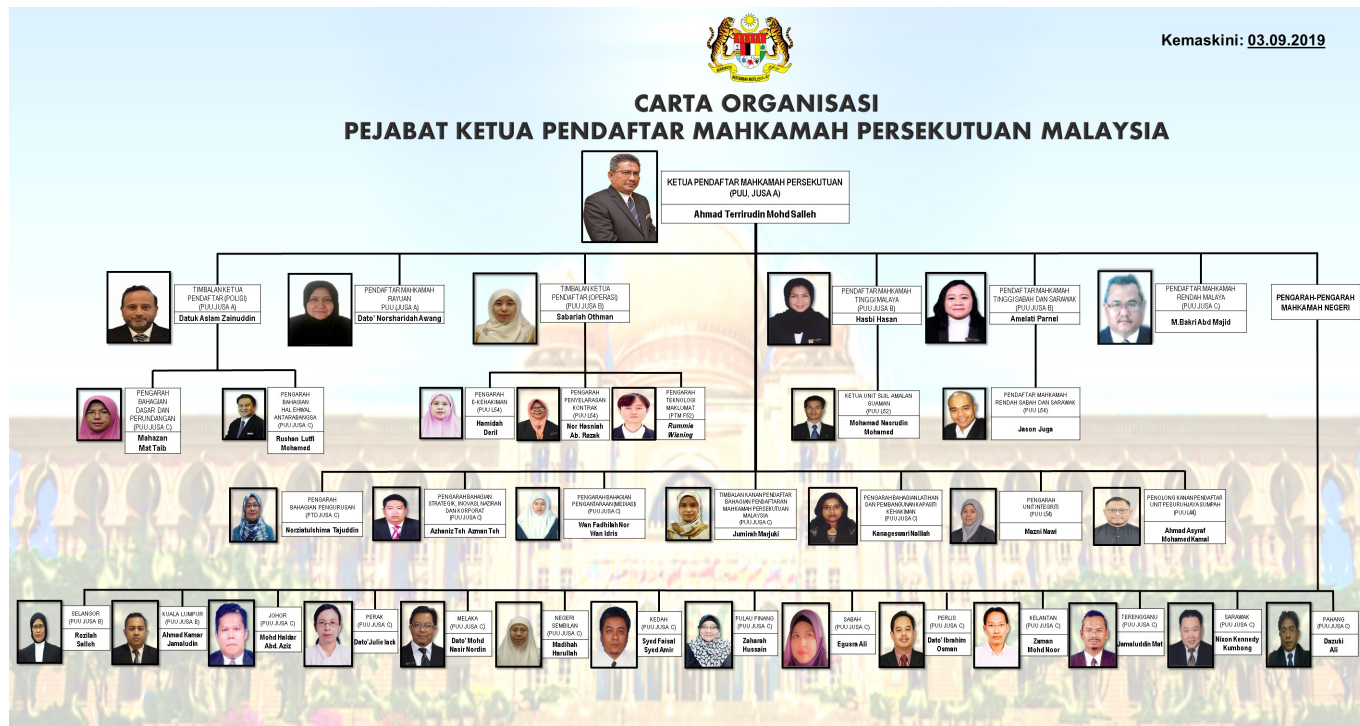 Kemaskini: 03.09.2019
CARTA ORGANISASI
PEJABAT KETUA PENDAFTAR MAHKAMAH PERSEKUTUAN MALAYSIA
KETUA PENDAFTAR MAHKAMAH PERSEKUTUAN
(PUU, JUSA A)
Ahmad Terrirudin Mohd Salleh
TIMBALAN KETUA
PENDAFTAR (POLISI)
(PUU JUSA A)
Datuk Aslam Zainuddin
PENDAFTAR MAHKAMAH
RAYUAN
PUU (JUSA A)
Dato' Norsharidah Awang
TIMBALAN KETUA
PENDAFTAR (OPERASI)
(PUU JUSA B)
Sabariah Othman
PENDAFTAR MAHKAMAH
TINGGI MALAYA
(PUU JUSA B)
Hasbi Hasan
PENDAFTAR MAHKAMAH
TINGGI SABAH DAN SARAWAK
(PUU JUSA B)
Amelati Parnel
PENDAFTAR MAHKAMAH
RENDAH MALAYA
(PUU JUSA C)
M.Bakri Abd Majid
PENGARAH-PENGARAH
MAHKAMAH NEGERI
PENGARAH
BAHAGIAN
DASAR DAN
PERUNDANGAN
(PUU JUSA C)
Mahazan
Mat Taib
PENGARAH
BAHAGIAN
HAL EHWAL
ANTARABANGSA
(PUU JUSA C)
Rushan Lutfi
Mohamed
PENGARAH
E-KEHAKIMAN
(PUU L54)
Hamidah
Deril
PENGARAH
PENYELARASAN
KONTRAK
(PUU L54)
Nor Hasniah
Ab. Razak
PENGARAH
TEKNOLOGI
MAKLUMAT
(PTM F52)
Rummie
Wisning
KETUA UNIT SIJIL AMALAN
GUAMAN
(PUU L52)
Mohamad Nasrudin
Mohamed
PENDAFTAR MAHKAMAH
RENDAH SABAH DAN SARAWAK
(PUU L54)
Jason Juga
PENGARAH
BAHAGIAN PENGURUSAN
(PTD JUSA C)
Norziatulshima Tajuddin
PENGARAH BAHAGIAN
STRATEGIK, INOVASI, NAZIRAN
DAN KORPORAT
(PUU JUSA C)
Azhaniz Teh Azman Teh
PENGARAH BAHAGIAN
PENGANTARAAN (MEDIASI)
(PUU JUSA C)
Wan Fadhilah Nor
Wan Idris
TIMBALAN KANAN PENDAFTAR
BAHAGIAN PENDAFTARAN
MAHKAMAH PERSEKUTUAN
MALAYSIA
(PUU JUSA C)
Jumirah Marjuki
PENGARAH BAHAGIAN LATIHAN
DAN PEMBANGUNAN KAPASITI
KEHAKIMAN
(PUU JUSA C)
Kanageswari Nalliah
PENGARAH
UNIT INTEGRITI
(PUU L54)
Mazni Nawi
PENOLONG KANAN PENDAFTAR
UNIT PESURUHJAYA SUMPAH
(PUU L44)
Ahmad Asyraf
Mohamed Kamal
SELANGOR
(PUU JUSA B)
Rozilah
Salleh
KUALA LUMPUR
(PUU JUSA B)
Ahmad Kamar
Jamaludin
JOHOR
(PUU JUSA C)
Mohd Haldar
Abd. Aziz
PERAK
(PUU JUSA C)
Dato' Julie lack
MELAKA
(PUU JUSA C)
Dato' Mohd
Nasir Nordin
NEGERI
SEMBILAN
(PUU JUSA C)
Madihah
Harullah
KEDAH
(PUU JUSA C)
Syed Faisal
Syed Amir
PULAU PINANG
(PUU JUSA C)
Zaharah
Hussain
SABAH
(PUU JUSA C)
Egusra Ali
PERLIS
(PUU JUSA C)
Dato' Ibrahim
Osman
KELANTAN
(PUU JUSA C)
Zaman
Mohd Noor
TERENGGANU
(PUU JUSA C)
Jamaluddin Mat
SARAWAK
(PUU JUSA C)
Nixon Kennedy
Kumbong
PAHANG
(PUU JUSA C)
Dazuki
Ali